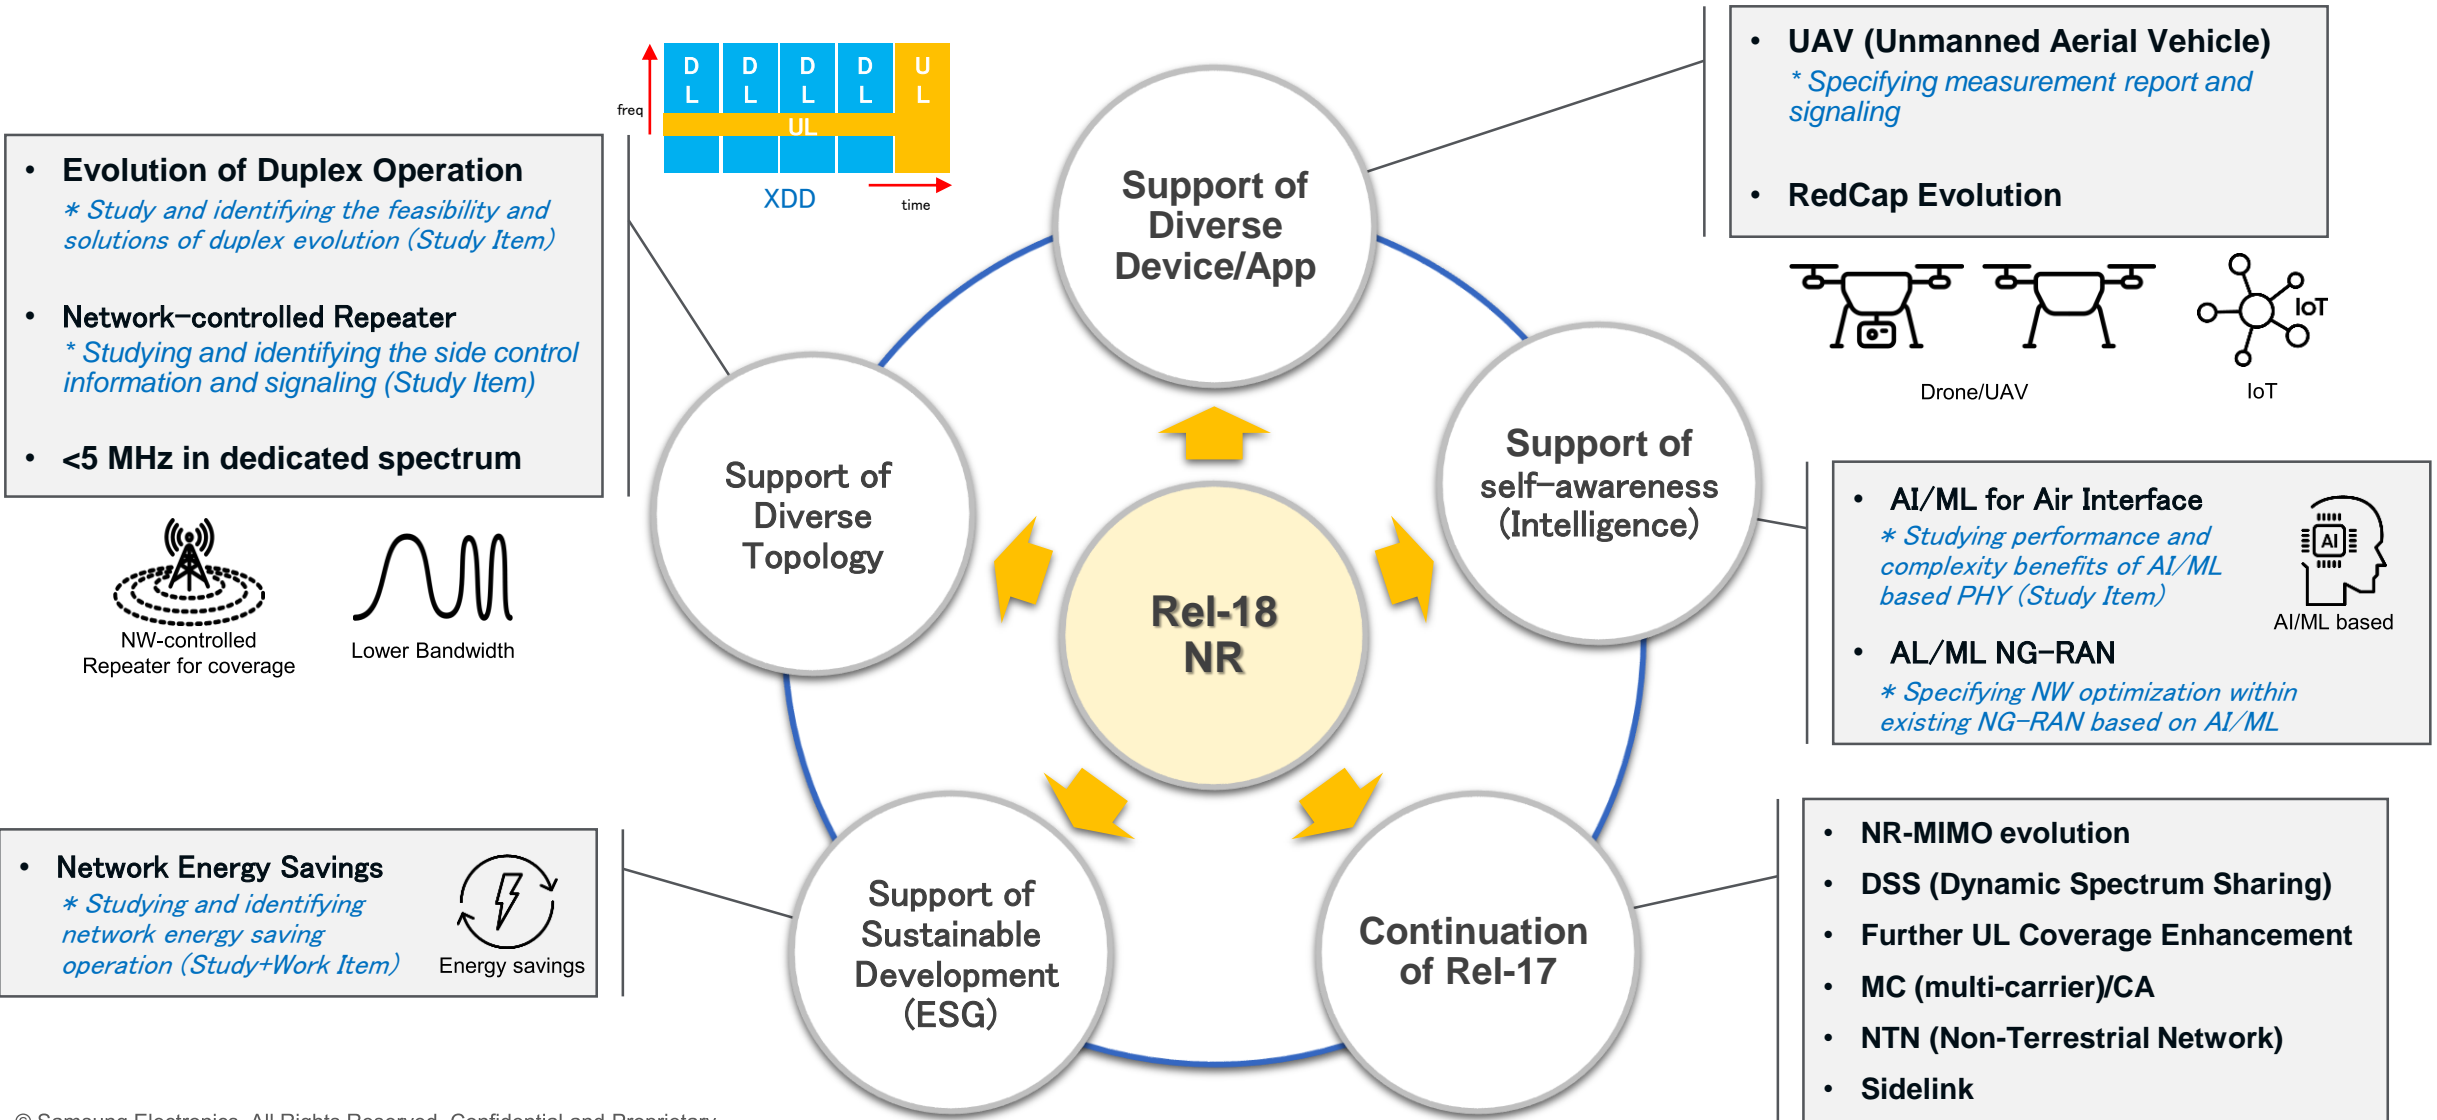 D D D D U
L L L L L
UL
freq
XDD
time
• Evolution of Duplex Operation
* Study and identifying the feasibility and
solutions of duplex evolution (Study Item)
• Network-controlled Repeater
* Studying and identifying the side control
information and signaling (Study Item)
• <5 MHz in dedicated spectrum
NW-controlled
Repeater for coverage
Lower Bandwidth
• Network Energy Savings
* Studying and identifying
network energy saving
operation (Study+Work Item)
Energy savings
Support of
Diverse
Device/App
Support of
Diverse
Topology
Support of
self-awareness
(Intelligence)
Rel-18
NR
Support of
Sustainable
Development
(ESG)
Continuation
of Rel-17
• UAV (Unmanned Aerial Vehicle)
* Specifying measurement report and
signaling
• RedCap Evolution
IoT
Drone/UAV
IoT
• AI/ML for Air Interface
* Studying performance and
complexity benefits of AI/ML
based PHY (Study Item)
AI
AI/ML based
• AL/ML NG-RAN
* Specifying NW optimization within
existing NG-RAN based on AI/ML
• NR-MIMO evolution
• DSS (Dynamic Spectrum Sharing)
• Further UL Coverage Enhancement
• MC (multi-carrier)/CA
• NTN (Non-Terrestrial Network)
• Sidelink
© Samsung Electronics. All Rights Reserved. Confidential and Proprietary.